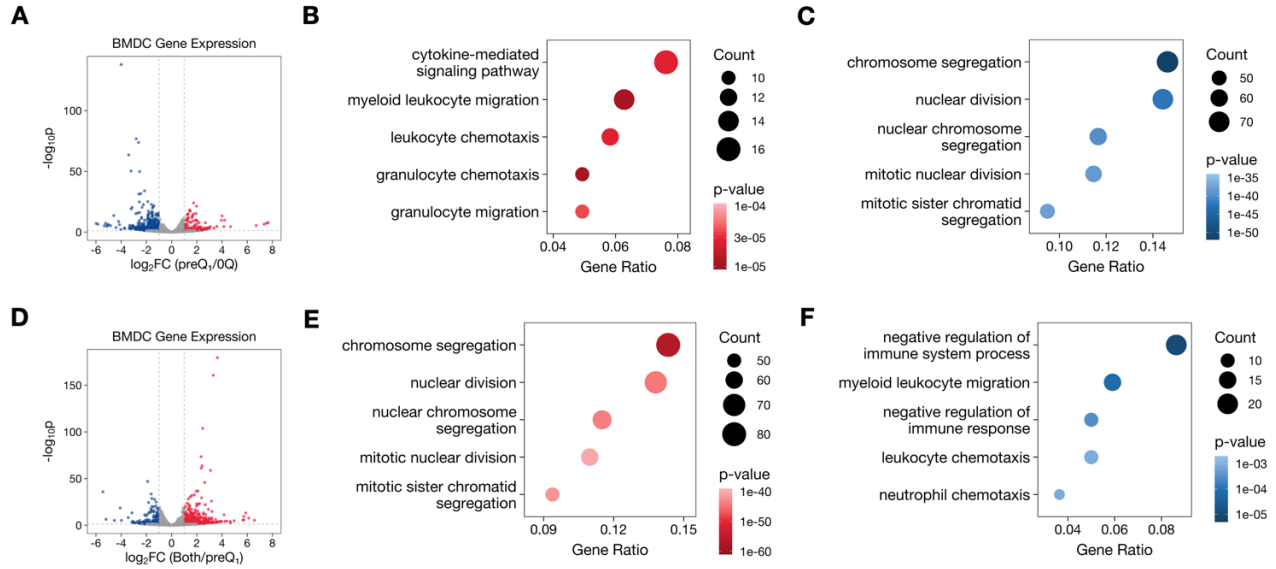 A
BMDC Gene Expression
-log10p
100
50
0
-6 -4 -2 0 2 4 6 8
log2FC (preQ1/0Q)
B
cytokine-mediated
signaling pathway
myeloid leukocyte migration
leukocyte chemotaxis
granulocyte chemotaxis
granulocyte migration
0.04 0.06 0.08
Gene Ratio
Count
10
12
14
16
p-value
1e-04
3e-05
1e-05
C
chromosome segregation
nuclear division
nuclear chromosome
segregation
mitotic nuclear division
mitotic sister chromatid
segregation
0.10 0.12 0.14
Gene Ratio
Count
50
60
70
p-value
1e-35
1e-40
1e-45
1e-50
D
BMDC Gene Expression
-log10p
150
100
50
0
-6 -4 -2 0 2 4 6 8
log2FC (Both/preQ1)
E
chromosome segregation
nuclear division
nuclear chromosome
segregation
mitotic nuclear division
mitotic sister chromatid
segregation
0.09 0.12 0.15
Gene Ratio
Count
50
60
70
80
p-value
1e-40
1e-50
1e-60
F
negative regulation of
immune system process
myeloid leukocyte migration
negative regulation of
immune response
leukocyte chemotaxis
neutrophil chemotaxis
0.04 0.06 0.08
Gene Ratio
Count
10
15
20
p-value
1e-03
1e-04
1e-05